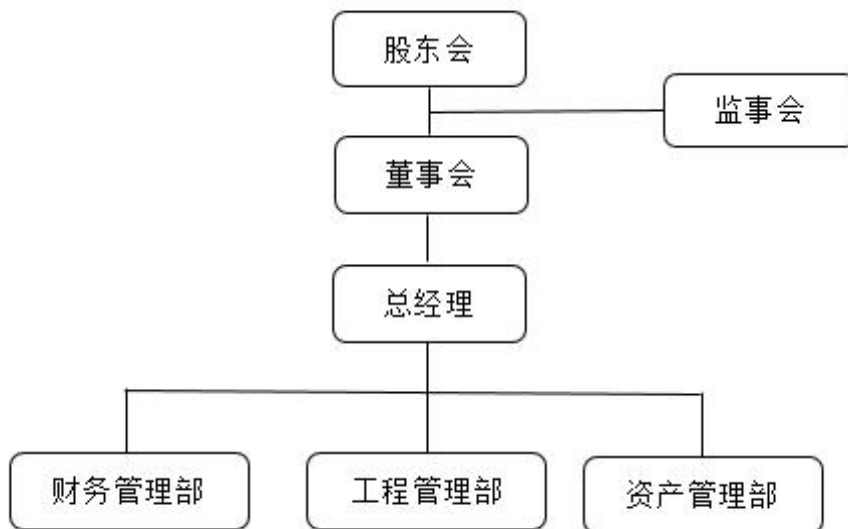 股东会
监事会
董事会
总经理
财务管理部
工程管理部
资产管理部